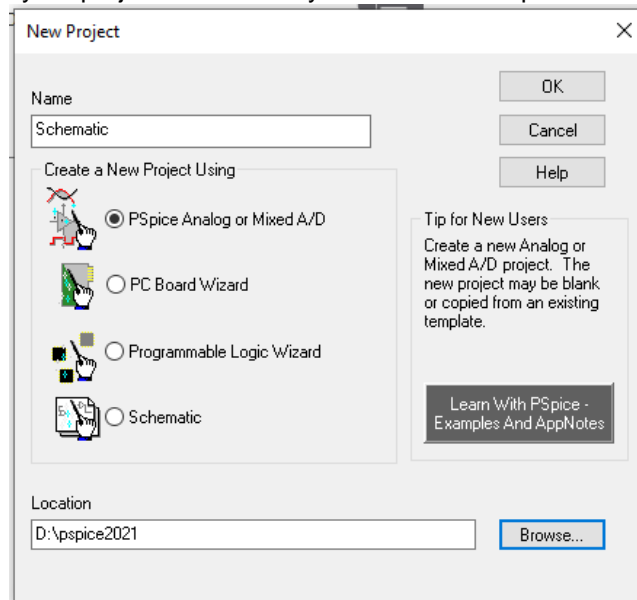 New Project
Name
Schematic
OK
Cancel
Help
Create a New Project Using
PSpice Analog or Mixed A/D
PC Board Wizard
Programmable Logic Wizard
Schematic
Tip for New Users
Create a new Analog or
Mixed A/D project. The
new project may be blank
or copied from an existing
template.
Learn With PSpice -
Examples And AppNotes
Location
D:\pspice2021
Browse...